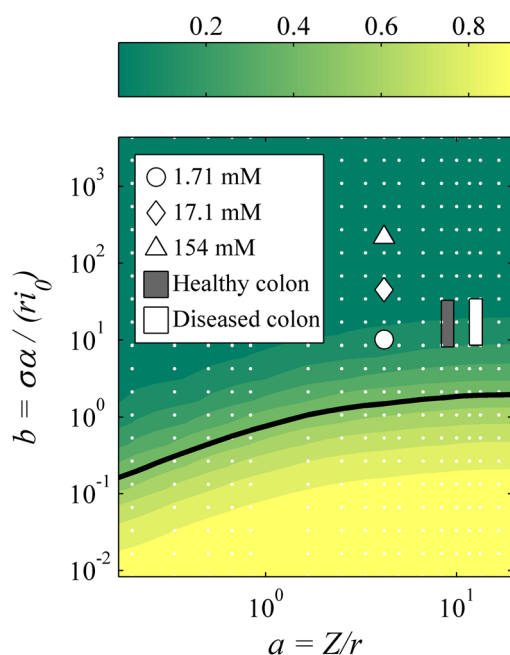 0.2 0.4 0.6 0.8
10³
10²
10¹
10⁰
10⁻¹
10⁻²
b = σα / (ri₀)
1.71 mM
17.1 mM
154 mM
Healthy colon
Diseased colon
10⁰ 10¹
a = Z/r